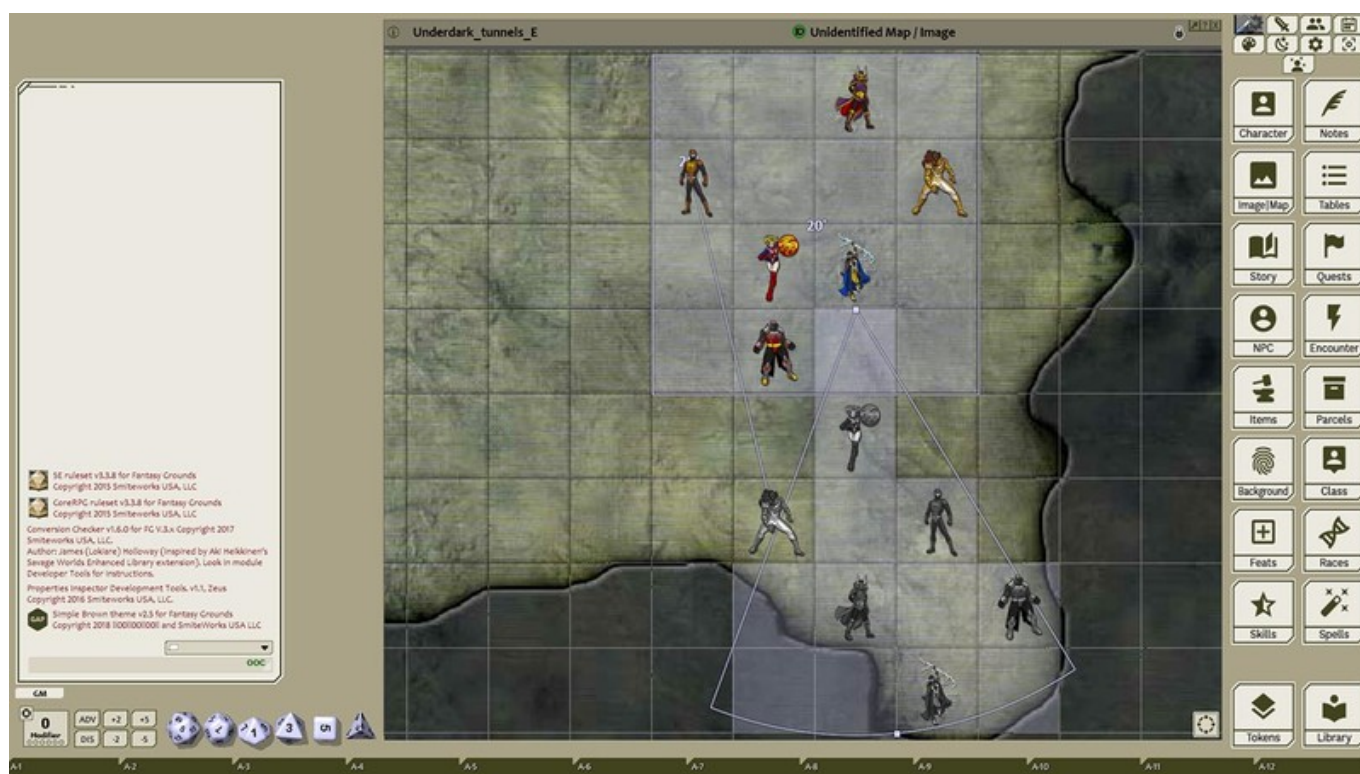 Underdark_tunnels_E
ID Unidentified Map / Image
20'
5E ruleset v3.3.8 for Fantasy Grounds
Copyright 2015 Smiteworks USA, LLC
CoreRPG ruleset v3.3.8 for Fantasy Grounds
Copyright 2015 Smiteworks USA, LLC
Conversion Checker v1.6.0 for FG V.3.x Copyright 2017
Smiteworks USA, LLC.
Author: James (Lokiare) Holloway (Inspired by Aki Heikkinen's
Savage Worlds Enhanced Library extension). Look in module
Developer Tools for instructions.
Properties Inspector Development Tools. v1.1, Zeus
Copyright 2016 Smiteworks USA, LLC.
GAP
Simple Brown theme v2.5 for Fantasy Grounds
and SmiteWorks USA LLC
OOC
GM
0
Modifier
ADV +2 +5
DIS -2 -5
1 3 5
Character Notes
Image|Map Tables
Story Quests
NPC Encounter
Items Parcels
Background Class
Feats Races
Skills Spells
Tokens Library
A-1 A-2 A-3 A-4 A-5 A-6 A-7 A-8 A-9 A-10 A-11 A-12